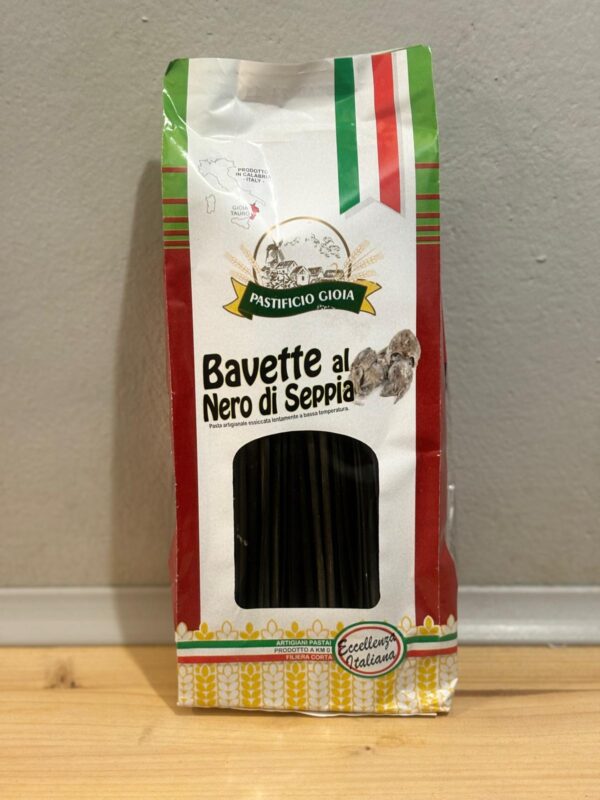 PRODOTTO
IN CALABRIA
- ITALY -
GIOIA
TAURO
PASTIFICIO GIOIA
Bavette al
Nero di Seppia
Pasta artigianale essiccata lentamente a bassa temperatura.
ARTIGIANI PASTAI
PRODOTTO A KM 0
FILIERA CORTA
Eccellenza
Italiana